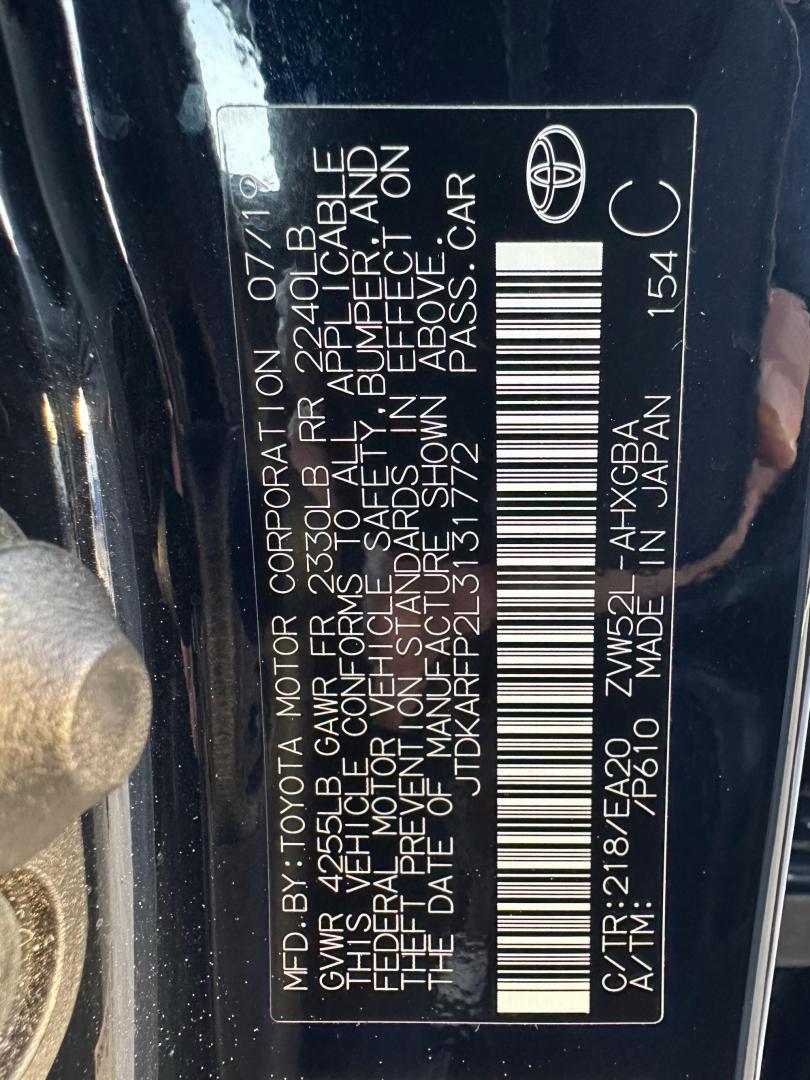 MFD.BY:TOYOTA MOTOR CORPORATION 07/19
GVWR 4255LB GAWR FR 2330LB RR 2240LB
THIS VEHICLE CONFORMS TO ALL APPLICABLE
FEDERAL MOTOR VEHICLE SAFETY,BUMPER,AND
THEFT PREVENTION STANDARDS IN EFFECT ON
THE DATE OF MANUFACTURE SHOWN ABOVE.
JTDKARFP2L3131772 PASS.CAR
C/TR:218/EA20 ZVW52L-AHXGBA C
A/TM: /P610 MADE IN JAPAN 154